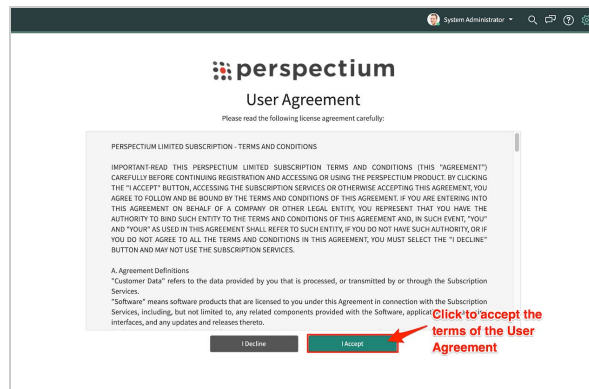 System Administrator
perspectium
User Agreement
Please read the following license agreement carefully:
PERSPECTIUM LIMITED SUBSCRIPTION - TERMS AND CONDITIONS
IMPORTANT-READ THIS PERSPECTIUM LIMITED SUBSCRIPTION TERMS AND CONDITIONS (THIS "AGREEMENT")
CAREFULLY BEFORE CONTINUING REGISTRATION AND ACCESSING OR USING THE PERSPECTIUM PRODUCT. BY CLICKING
THE "I ACCEPT" BUTTON, ACCESSING THE SUBSCRIPTION SERVICES OR OTHERWISE ACCEPTING THIS AGREEMENT, YOU
AGREE TO FOLLOW AND BE BOUND BY THE TERMS AND CONDITIONS OF THIS AGREEMENT. IF YOU ARE ENTERING INTO
THIS AGREEMENT ON BEHALF OF A COMPANY OR OTHER LEGAL ENTITY, YOU REPRESENT THAT YOU HAVE THE
AUTHORITY TO BIND SUCH ENTITY TO THE TERMS AND CONDITIONS OF THIS AGREEMENT AND, IN SUCH EVENT, "YOU"
AND "YOUR" AS USED IN THIS AGREEMENT SHALL REFER TO SUCH ENTITY, IF YOU DO NOT HAVE SUCH AUTHORITY, OR IF
YOU DO NOT AGREE TO ALL THE TERMS AND CONDITIONS IN THIS AGREEMENT, YOU MUST SELECT THE "I DECLINE"
BUTTON AND MAY NOT USE THE SUBSCRIPTION SERVICES.
A. Agreement Definitions
"Customer Data" refers to the data provided by you that is processed, or transmitted by or through the Subscription
Services.
"Software" means software products that are licensed to you under this Agreement in connection with the Subscription
Services, including, but not limited to, any related components provided with the Software,
interfaces, and any updates and releases thereto.
Click to accept the
terms of the User
Agreement
I Decline
I Accept